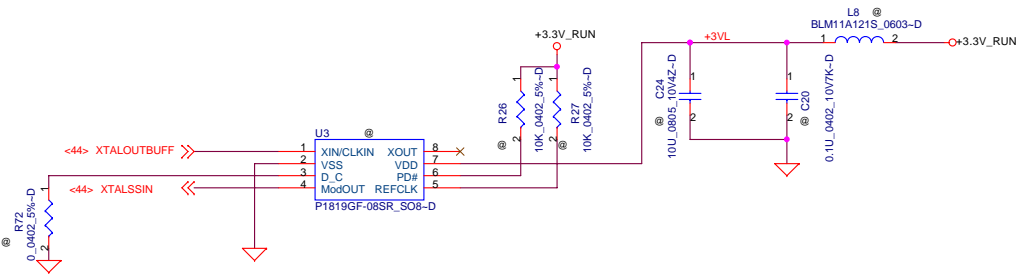 L8 @
BLM11A121S_0603~D
+3.3V_RUN
+3VL
1 2
+3.3V_RUN
1
R26
10K_0402_5%~D
2
@
1
R27
10K_0402_5%~D
2
@
1
C24
10U_0805_10V4Z~D
2
@
1
C20
0.1U_0402_10V7K~D
2
@
U3 @
<44> XTALOUTBUFF 1 XIN/CLKIN XOUT 8
2 VSS VDD 7
3 D_C PD# 6
<44> XTALSSIN 4 ModOUT REFCLK 5
P1819GF-08SR_SO8~D
1
R72
0_0402_5%~D
2
@